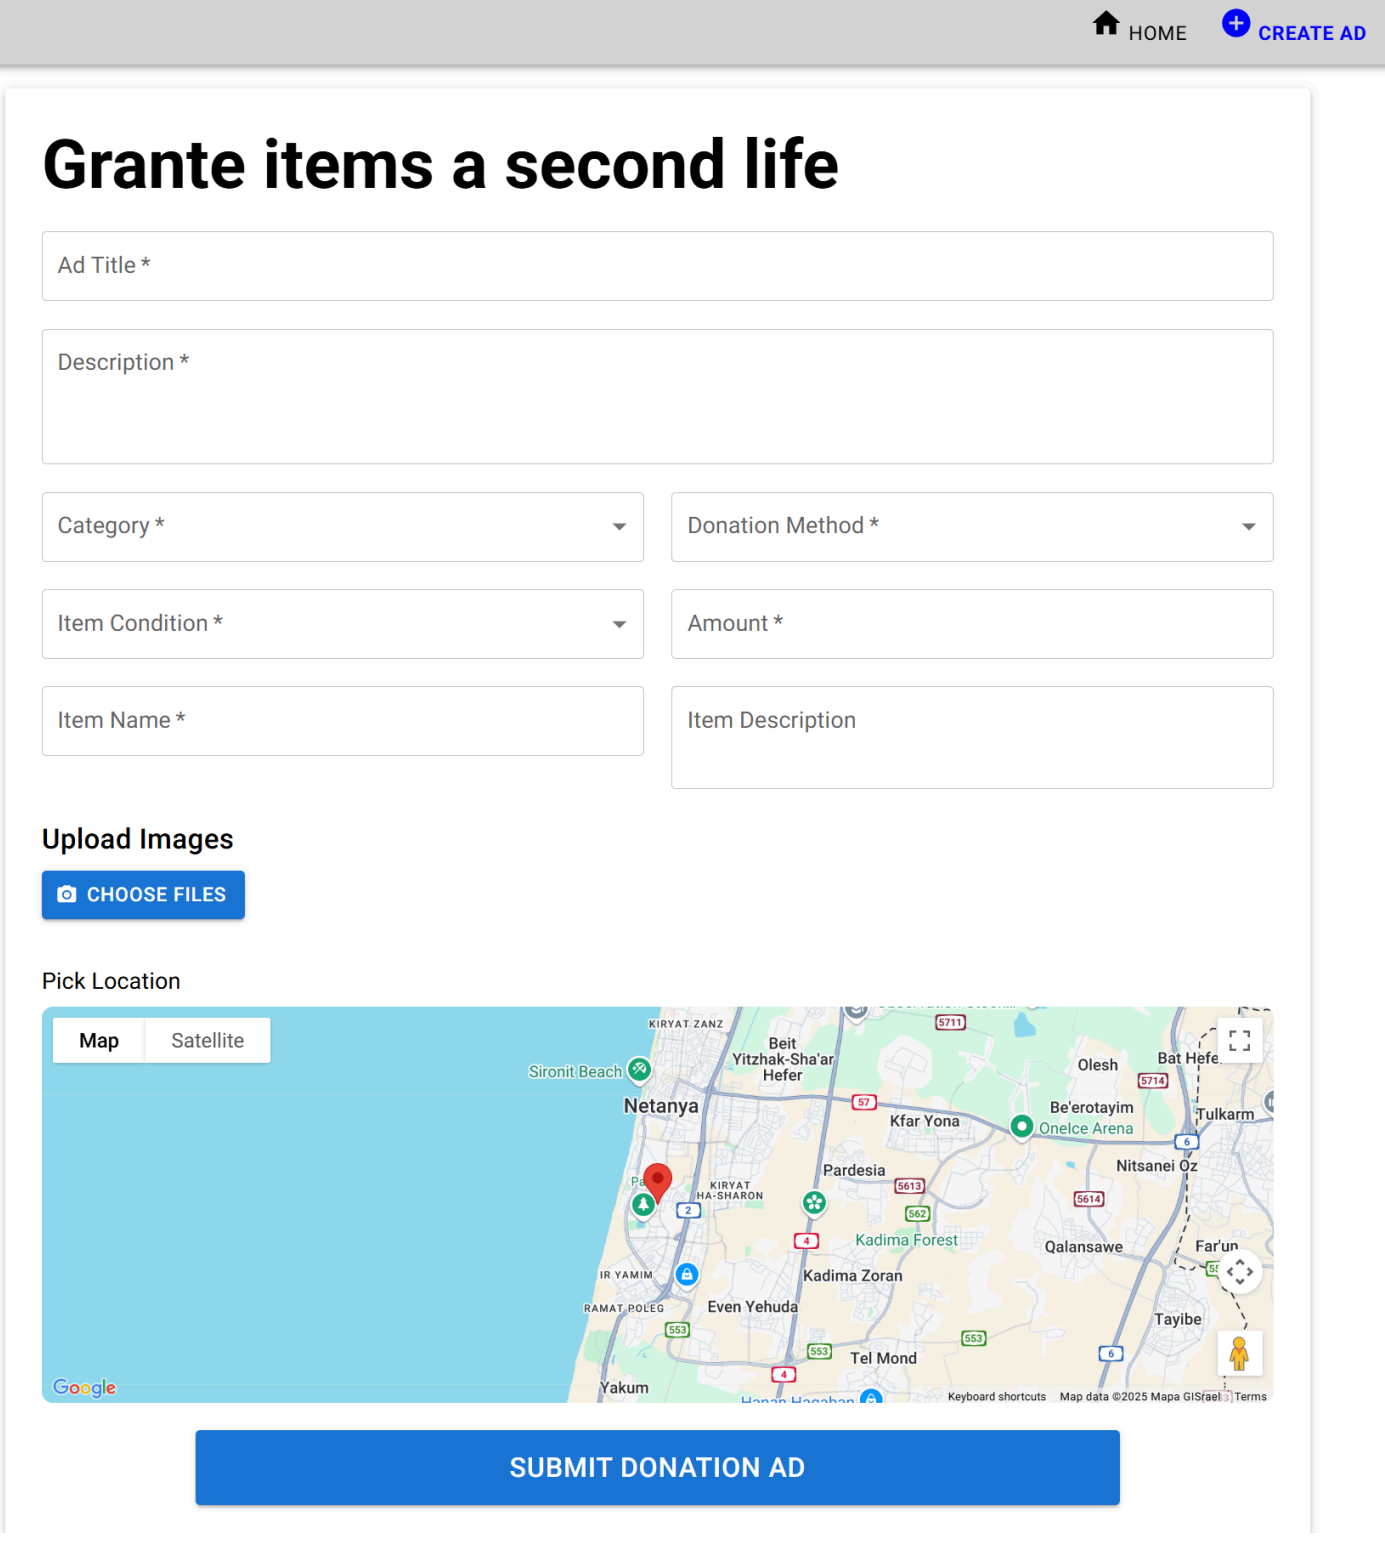 HOME
CREATE AD
Grante items a second life
Ad Title *
Description *
Category *
Donation Method *
Item Condition *
Amount *
Item Name *
Item Description
Upload Images
CHOOSE FILES
Pick Location
Map
Satellite
KIRYAT ZANZ
5711
Beit
Yitzhak-Sha'ar
Hefer
Olesh
Bat Hefe
Sironit Beach
5714
Netanya
57
Be'erotayim
Tulkarm
Kfar Yona
OneIce Arena
6
Pardesia
Nitsanei Oz
Pa
KIRYAT
HA-SHARON
5613
5614
2
562
4
Kadima Forest
Qalansawe
Far'un
IR YAMIM
Kadima Zoran
RAMAT POLEG
Even Yehuda
Tayibe
553
553
553
Tel Mond
6
4
Yakum
Google
Hanan Hagaban
Keyboard shortcuts
Map data ©2025 Mapa GISrael
Terms
SUBMIT DONATION AD